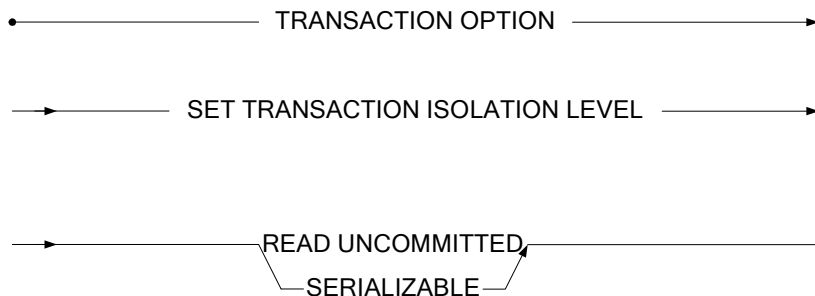 TRANSACTION OPTION
SET TRANSACTION ISOLATION LEVEL
READ UNCOMMITTED
SERIALIZABLE